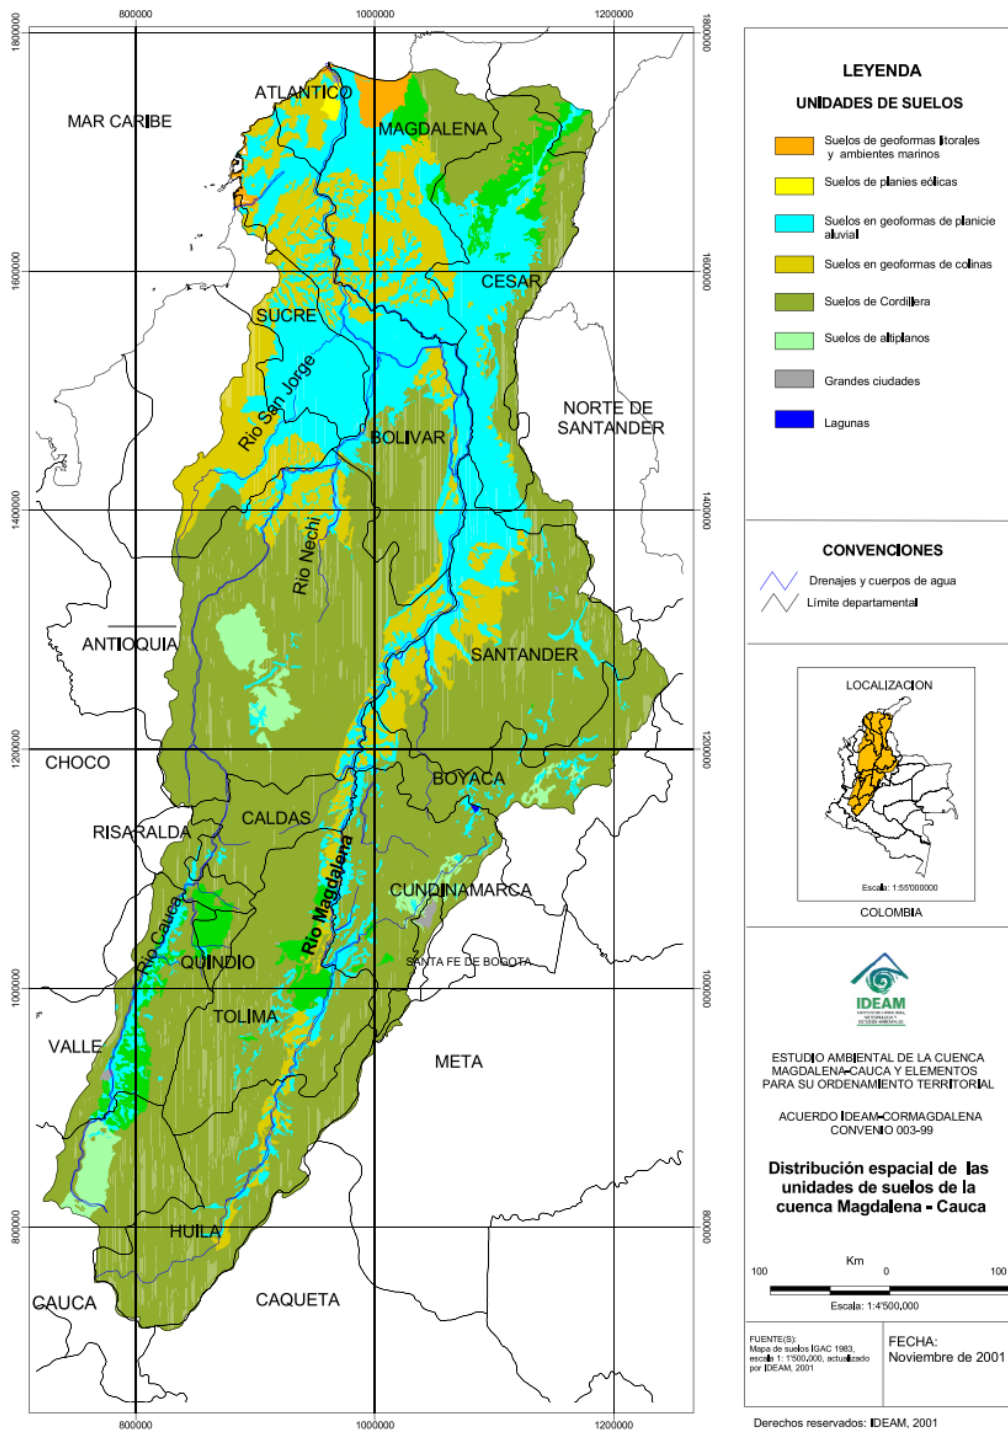 800000
1000000
1200000
1800000
1800000
1600000
1600000
1400000
1400000
1200000
1200000
1000000
1000000
800000
800000
800000
1000000
1200000
MAR CARIBE
ATLANTICO
MAGDALENA
CESAR
SUCRE
Rio San Jorge
BOLIVAR
NORTE DE
SANTANDER
Rio Nechi
ANTIOQUIA
SANTANDER
CHOCO
BOYACA
CALDAS
RISARALDA
Rio Magdalena
CUNDINAMARCA
Rio Cauca
QUINDIO
SANTA FE DE BOGOTA
TOLIMA
VALLE
META
HUILA
CAUCA
CAQUETA
LEYENDA
UNIDADES DE SUELOS
Suelos de geoformas litorales
y ambientes marinos
Suelos de planies eólicas
Suelos en geoformas de planicie
aluvial
Suelos en geoformas de colinas
Suelos de Cordillera
Suelos de altiplanos
Grandes ciudades
Lagunas
CONVENCIONES
Drenajes y cuerpos de agua
Límite departamental
LOCALIZACION
Escala: 1:55'000000
COLOMBIA
IDEAM
ESTUDIO AMBIENTAL DE LA CUENCA
MAGDALENA-CAUCA Y ELEMENTOS
PARA SU ORDENAMIENTO TERRITORIAL
ACUERDO IDEAM-CORMAGDALENA
CONVENIO 003-99
Distribución espacial de las
unidades de suelos de la
cuenca Magdalena - Cauca
Km
100 0 100
Escala: 1:4'500.000
FUENTE(S):
Mapa de suelos IGAC 1983,
escala 1: 1'500.000, actualizado
por IDEAM, 2001
FECHA:
Noviembre de 2001
Derechos reservados: IDEAM, 2001